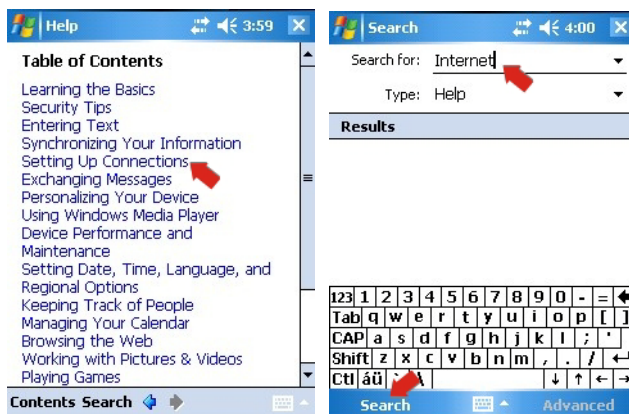 Help 3:59
Table of Contents
Learning the Basics
Security Tips
Entering Text
Synchronizing Your Information
Setting Up Connections
Exchanging Messages
Personalizing Your Device
Using Windows Media Player
Device Performance and
Maintenance
Setting Date, Time, Language, and
Regional Options
Keeping Track of People
Managing Your Calendar
Browsing the Web
Working with Pictures & Videos
Playing Games
Contents Search
Search 4:00
Search for: Internet
Type: Help
Results
123 1 2 3 4 5 6 7 8 9 0 - =
Tab q w e r t y u i o p [ ]
CAP a s d f g h j k l ; '
Shift z x c v b n m , . /
Ctl áü \
Search Advanced